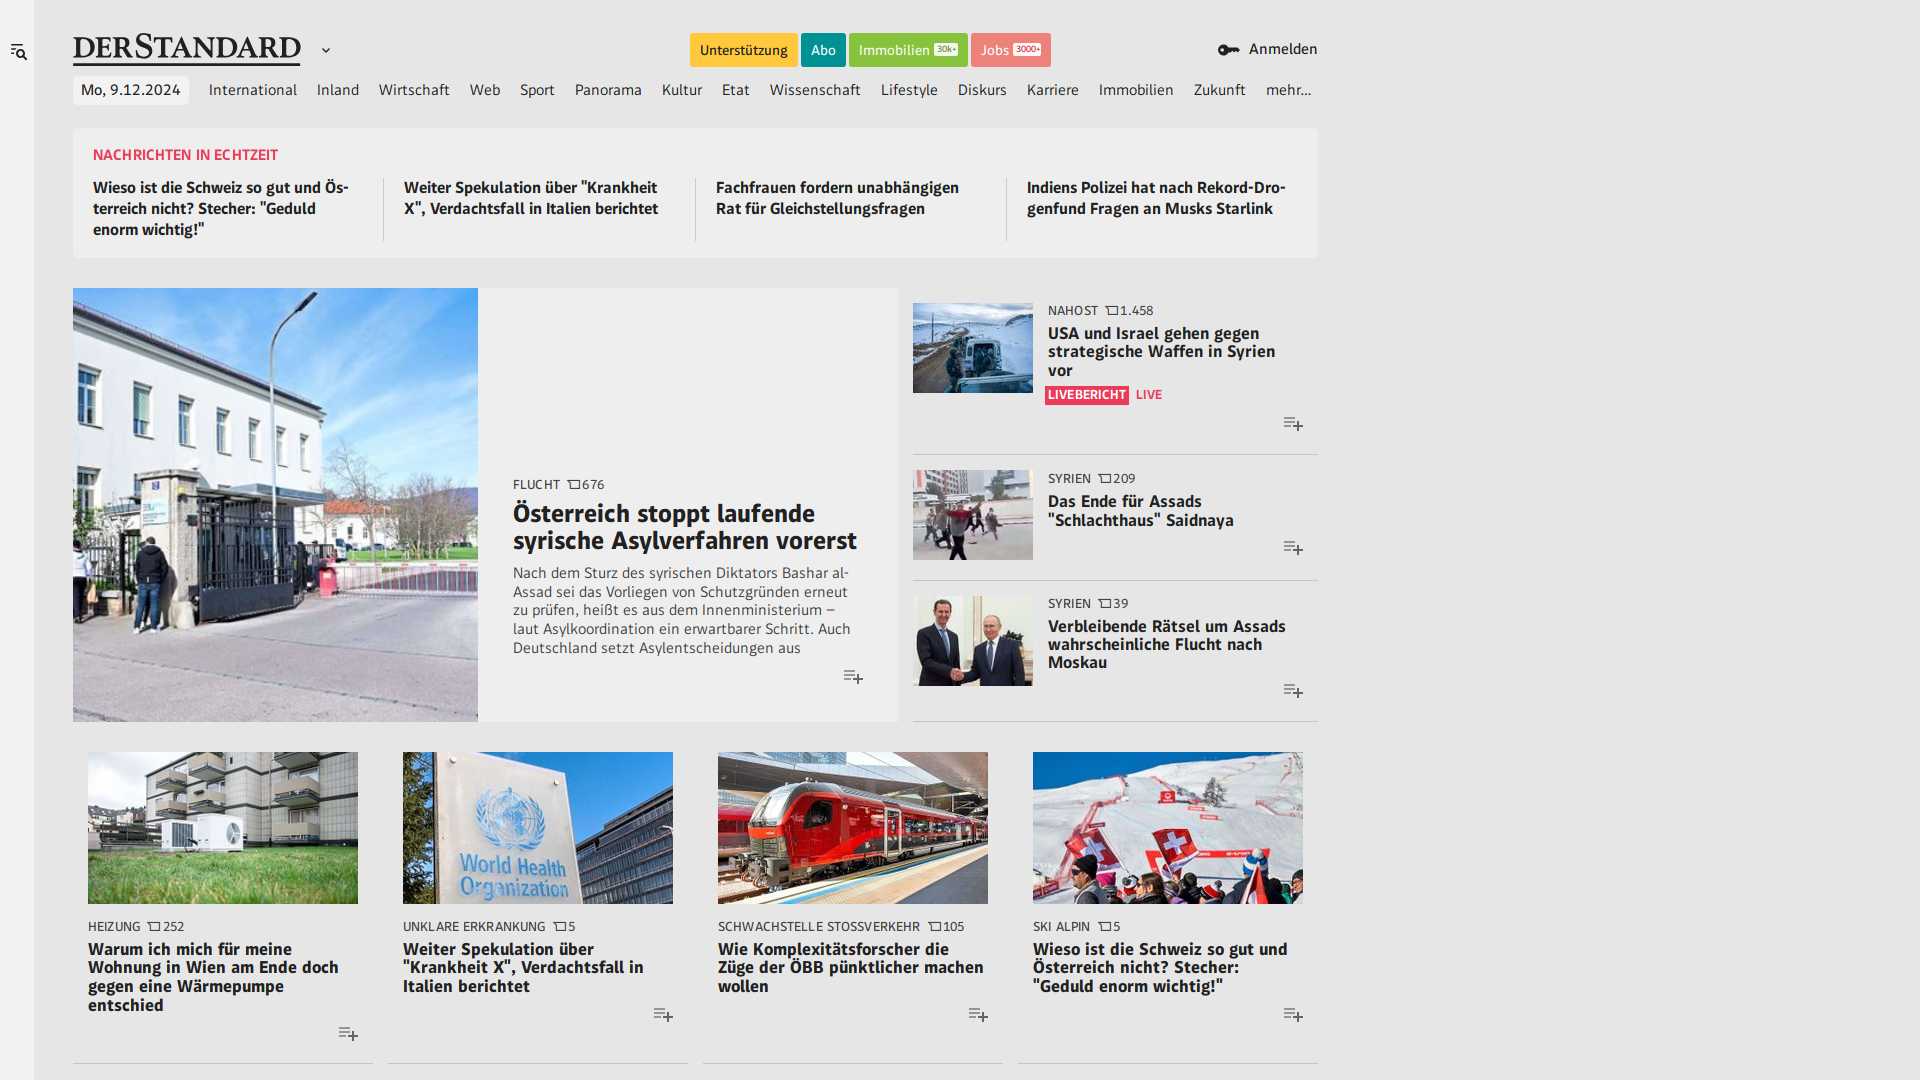 DERSTANDARD
Unterstützung
Abo
Immobilien 30k+
Jobs 3000+
Anmelden
Mo, 9.12.2024
International
Inland
Wirtschaft
Web
Sport
Panorama
Kultur
Etat
Wissenschaft
Lifestyle
Diskurs
Karriere
Immobilien
Zukunft
mehr...
NACHRICHTEN IN ECHTZEIT
Wieso ist die Schweiz so gut und Ös-
terreich nicht? Stecher: "Geduld
enorm wichtig!"
Weiter Spekulation über "Krankheit
X", Verdachtsfall in Italien berichtet
Fachfrauen fordern unabhängigen
Rat für Gleichstellungsfragen
Indiens Polizei hat nach Rekord-Dro-
genfund Fragen an Musks Starlink
FLUCHT 676
Österreich stoppt laufende
syrische Asylverfahren vorerst
Nach dem Sturz des syrischen Diktators Bashar al-
Assad sei das Vorliegen von Schutzgründen erneut
zu prüfen, heißt es aus dem Innenministerium –
laut Asylkoordination ein erwartbarer Schritt. Auch
Deutschland setzt Asylentscheidungen aus
NAHOST 1.458
USA und Israel gehen gegen
strategische Waffen in Syrien
vor
LIVEBERICHT LIVE
SYRIEN 209
Das Ende für Assads
"Schlachthaus" Saidnaya
SYRIEN 39
Verbleibende Rätsel um Assads
wahrscheinliche Flucht nach
Moskau
HEIZUNG 252
Warum ich mich für meine
Wohnung in Wien am Ende doch
gegen eine Wärmepumpe
entschied
World Health
Organization
UNKLARE ERKRANKUNG 5
Weiter Spekulation über
"Krankheit X", Verdachtsfall in
Italien berichtet
SCHWACHSTELLE STOSSVERKEHR 105
Wie Komplexitätsforscher die
Züge der ÖBB pünktlicher machen
wollen
SKI ALPIN 5
Wieso ist die Schweiz so gut und
Österreich nicht? Stecher:
"Geduld enorm wichtig!"